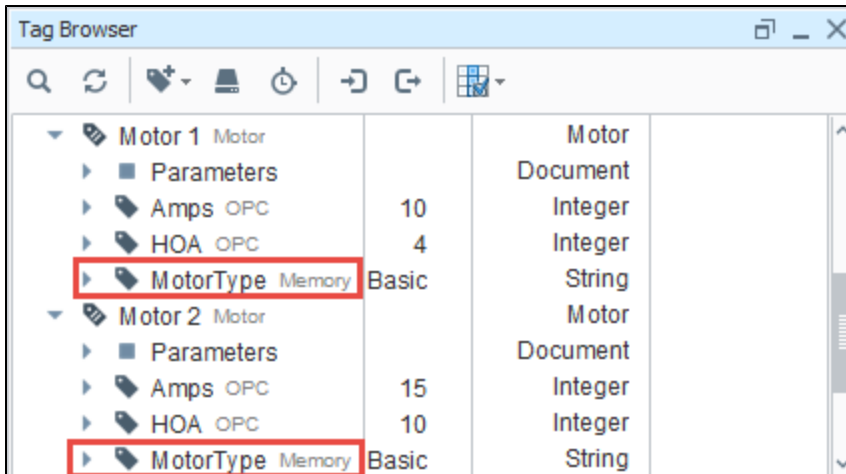 Tag Browser
Motor 1 Motor Motor
Parameters Document
Amps OPC 10 Integer
HOA OPC 4 Integer
MotorType Memory Basic String
Motor 2 Motor Motor
Parameters Document
Amps OPC 15 Integer
HOA OPC 10 Integer
MotorType Memory Basic String